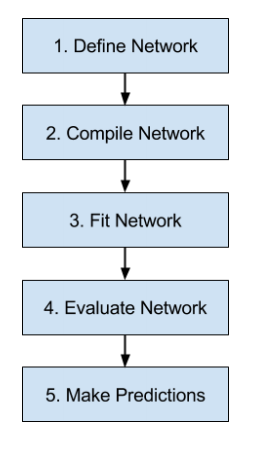 1. Define Network
2. Compile Network
3. Fit Network
4. Evaluate Network
5. Make Predictions